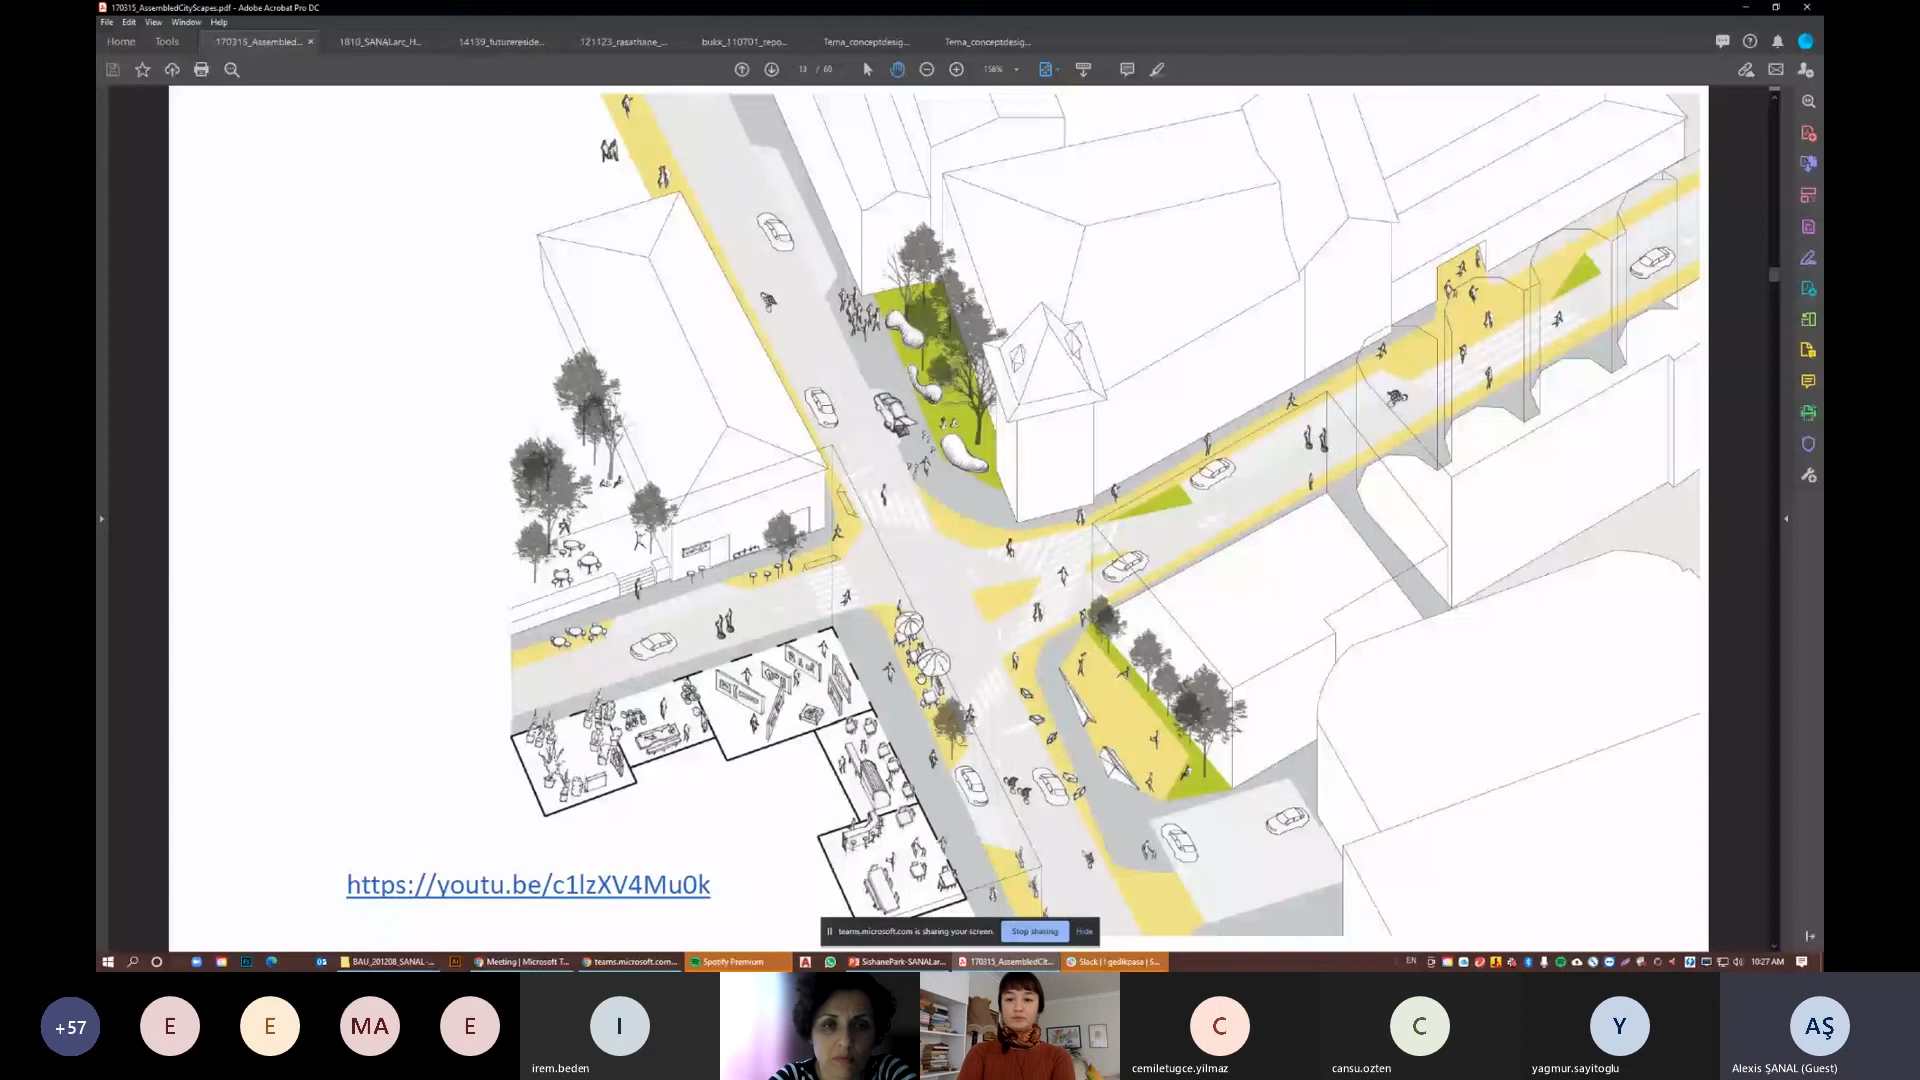 170315_AssembledCityScapes.pdf - Adobe Acrobat Pro DC
File Edit View Window Help
Home Tools 170315_Assembled... × 1810_SANALarc_H... 14139_futurereside... 121123_rasathane_... bukk_110701_repo... Tema_conceptdesig... Tema_conceptdesig...
13 / 60 156%
https://youtu.be/c1lzXV4Mu0k
teams.microsoft.com is sharing your screen. Stop sharing Hide
BAU_201208_SANAL-... Meeting | Microsoft T... teams.microsoft.com... Spotify Premium SishanePark-SANALar... 170315_AssembledCit... Slack | ! gedikpasa | S... EN 10:27 AM
+57 E E MA E I C C Y AŞ
irem.beden cemiletugce.yilmaz cansu.ozten yagmur.sayitoglu Alexis ŞANAL (Guest)